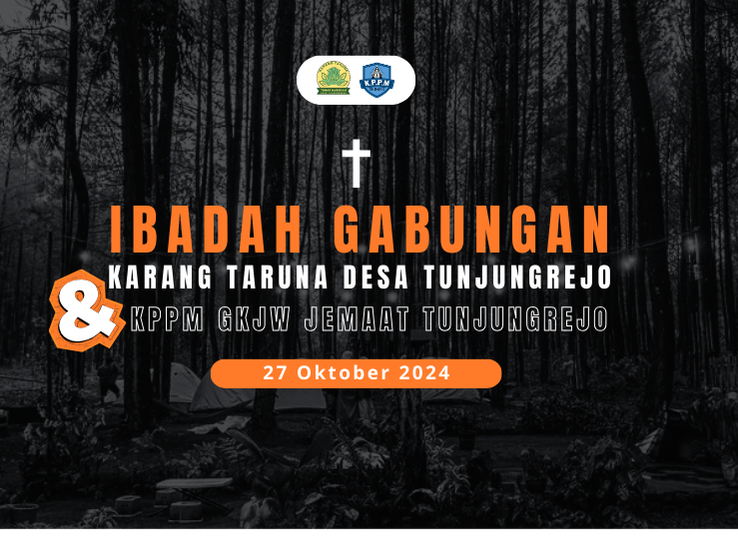 K.P.P.M
IBADAH GABUNGAN
KARANG TARUNA DESA TUNJUNGREJO
& KPPM GKJW JEMAAT TUNJUNGREJO
27 Oktober 2024